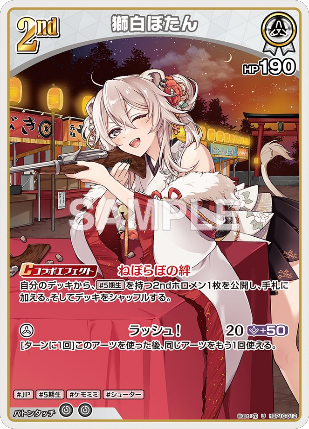 2nd
獅白ぼたん
HP190
SAMPLE
コラボエフェクト ねぽらぼの絆
自分のデッキから、#5期生を持つ2ndホロメン1枚を公開し、手札に
加える。そしてデッキをシャッフルする。
ラッシュ! 20 +50
[ターンに1回]このアーツを使った後、同じアーツをもう1回使える。
#JP #5期生 #ケモミミ #シューター
バトンタッチ